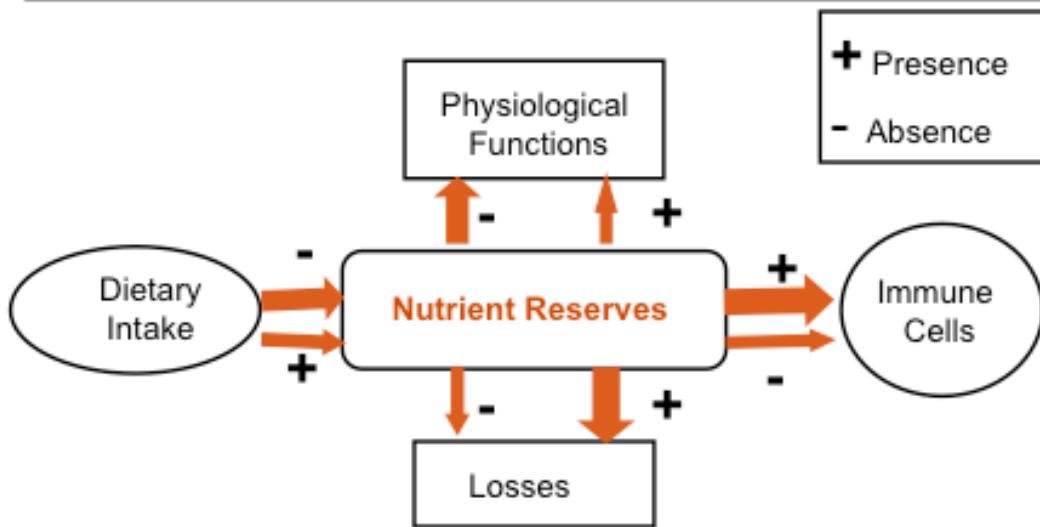 + Presence
- Absence
Physiological
Functions
-
+
-
+
Dietary
Intake
Nutrient Reserves
Immune
Cells
+
-
-
+
Losses